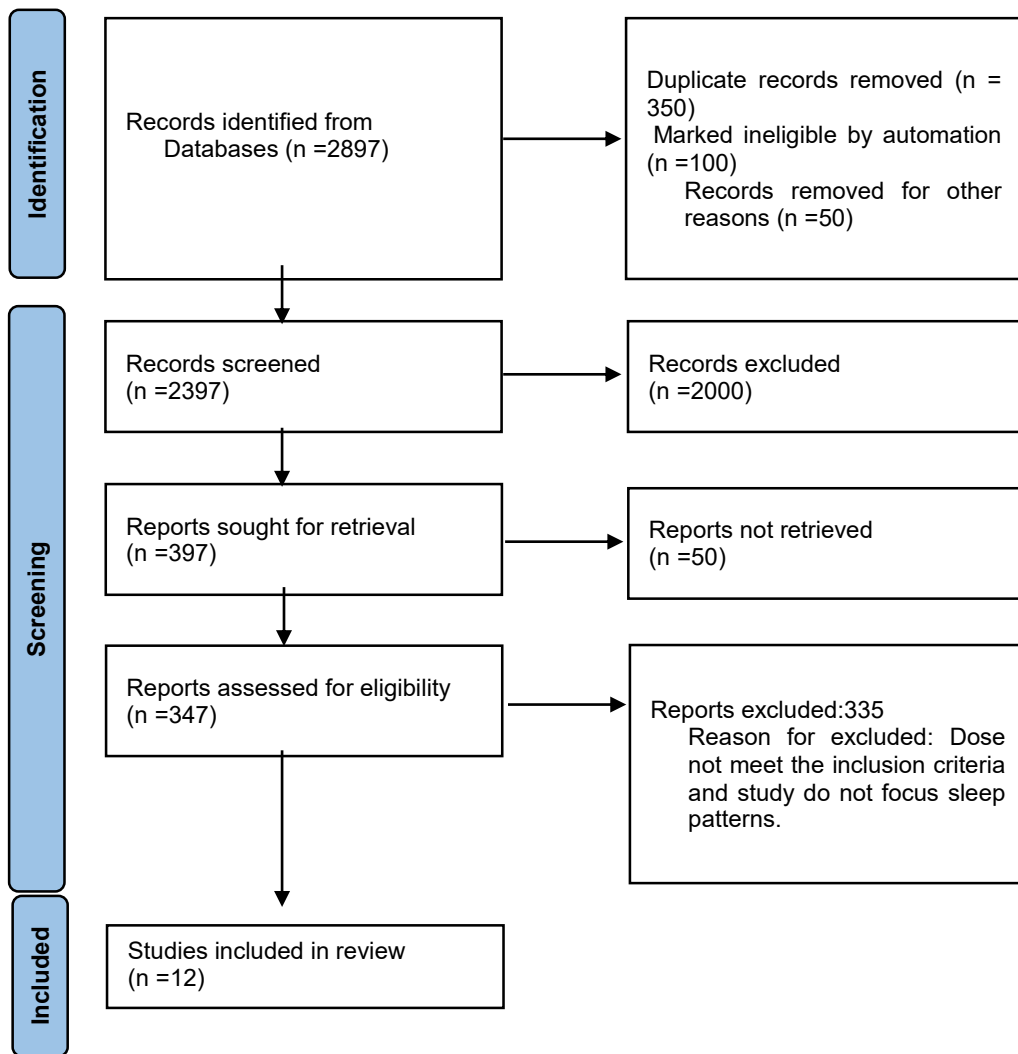 Identification
Records identified from
Databases (n =2897)
Duplicate records removed (n =
350)
Marked ineligible by automation
(n =100)
Records removed for other
reasons (n =50)
Screening
Records screened
(n =2397)
Records excluded
(n =2000)
Reports sought for retrieval
(n =397)
Reports not retrieved
(n =50)
Reports assessed for eligibility
(n =347)
Reports excluded:335
Reason for excluded: Dose
not meet the inclusion criteria
and study do not focus sleep
patterns.
Included
Studies included in review
(n =12)